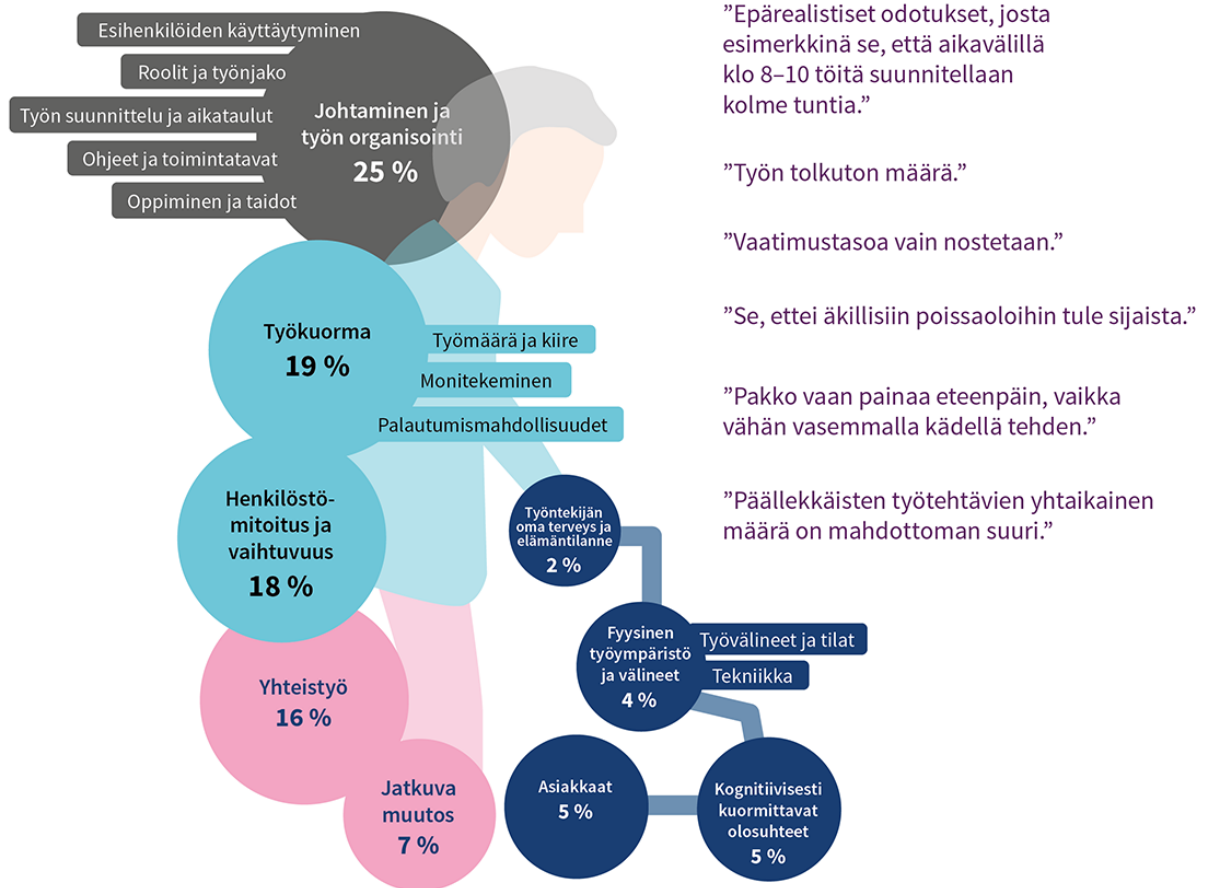 Esihenkilöiden käyttäytyminen
Roolit ja työnjako
Työn suunnittelu ja aikataulut
Ohjeet ja toimintatavat
Oppiminen ja taidot
Johtaminen ja
työn organisointi
25 %
Työkuorma
19 %
Työmäärä ja kiire
Monitekeminen
Palautumismahdollisuudet
Henkilöstö-
mitoitus ja
vaihtuvuus
18 %
Yhteistyö
16 %
Jatkuva
muutos
7 %
Työntekijän
oma terveys ja
elämäntilanne
2 %
Fyysinen
työympäristö
ja välineet
4 %
Työvälineet ja tilat
Tekniikka
Asiakkaat
5 %
Kognitiivisesti
kuormittavat
olosuhteet
5 %
”Epärealistiset odotukset, josta
esimerkkinä se, että aikavälillä
klo 8–10 töitä suunnitellaan
kolme tuntia.”
”Työn tolkuton määrä.”
”Vaatimustasoa vain nostetaan.”
”Se, ettei äkillisiin poissaoloihin tule sijaista.”
”Pakko vaan painaa eteenpäin, vaikka
vähän vasemmalla kädellä tehden.”
”Päällekkäisten työtehtävien yhtaikainen
määrä on mahdottoman suuri.”